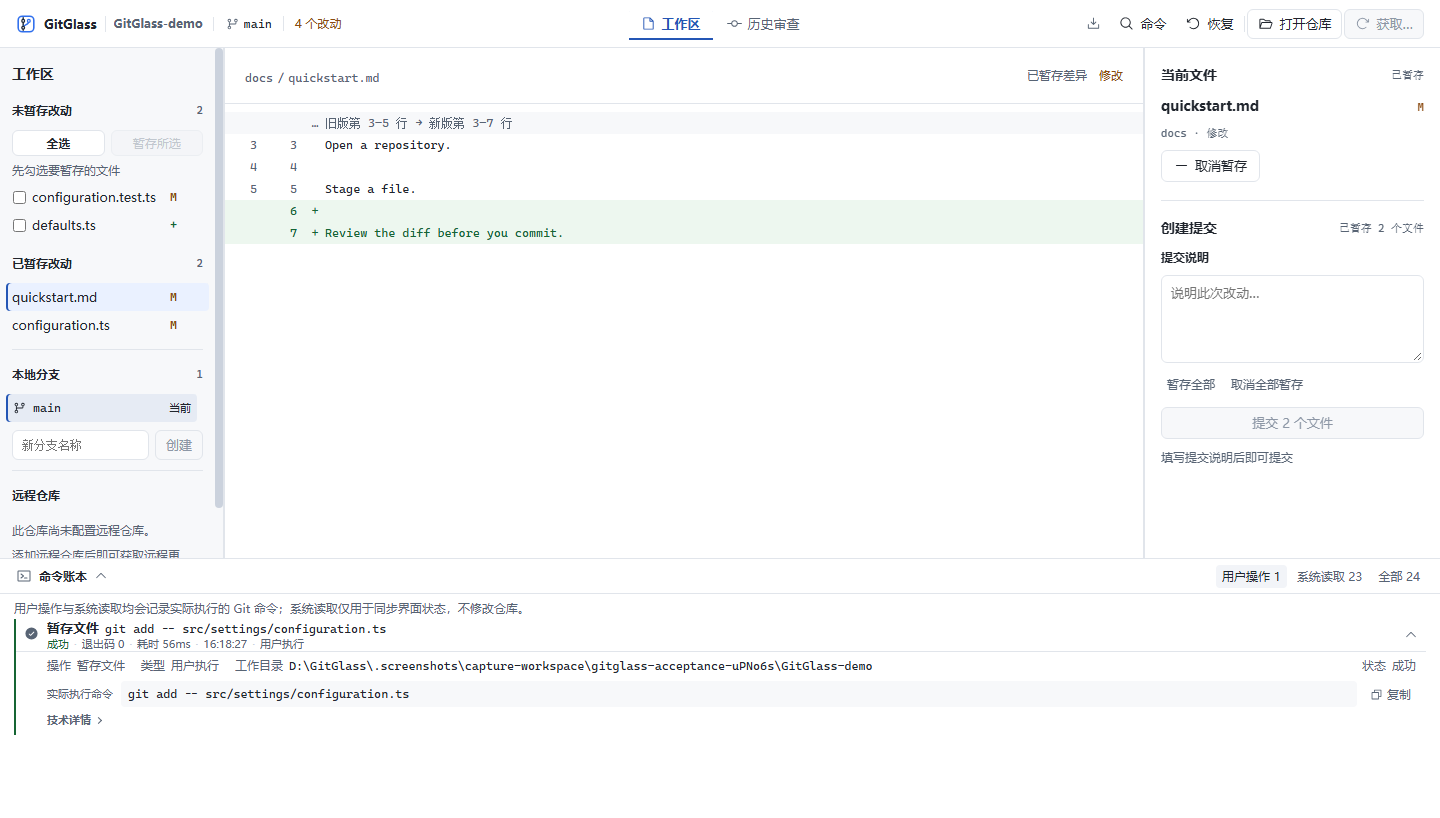 GitGlass GitGlass-demo main 4 个改动 工作区 历史审查 命令 恢复 打开仓库 获取...
工作区
未暂存改动 2
全选 暂存所选
先勾选要暂存的文件
configuration.test.ts M
defaults.ts +
已暂存改动 2
quickstart.md M
configuration.ts M
本地分支 1
main 当前
新分支名称 创建
远程仓库
此仓库尚未配置远程仓库。
添加远程仓库后即可获取远程更
docs / quickstart.md 已暂存差异 修改
… 旧版第 3–5 行 → 新版第 3–7 行
3 3 Open a repository.
4 4
5 5 Stage a file.
6 +
7 + Review the diff before you commit.
当前文件 已暂存
quickstart.md M
docs · 修改
取消暂存
创建提交 已暂存 2 个文件
提交说明
说明此次改动...
暂存全部 取消全部暂存
提交 2 个文件
填写提交说明后即可提交
命令账本 用户操作 1 系统读取 23 全部 24
用户操作与系统读取均会记录实际执行的 Git 命令；系统读取仅用于同步界面状态，不修改仓库。
暂存文件 git add -- src/settings/configuration.ts
成功 · 退出码 0 · 耗时 56ms · 16:18:27 · 用户执行
操作 暂存文件 类型 用户执行 工作目录 D:\GitGlass\.screenshots\capture-workspace\gitglass-acceptance-uPNo6s\GitGlass-demo 状态 成功
实际执行命令 git add -- src/settings/configuration.ts 复制
技术详情